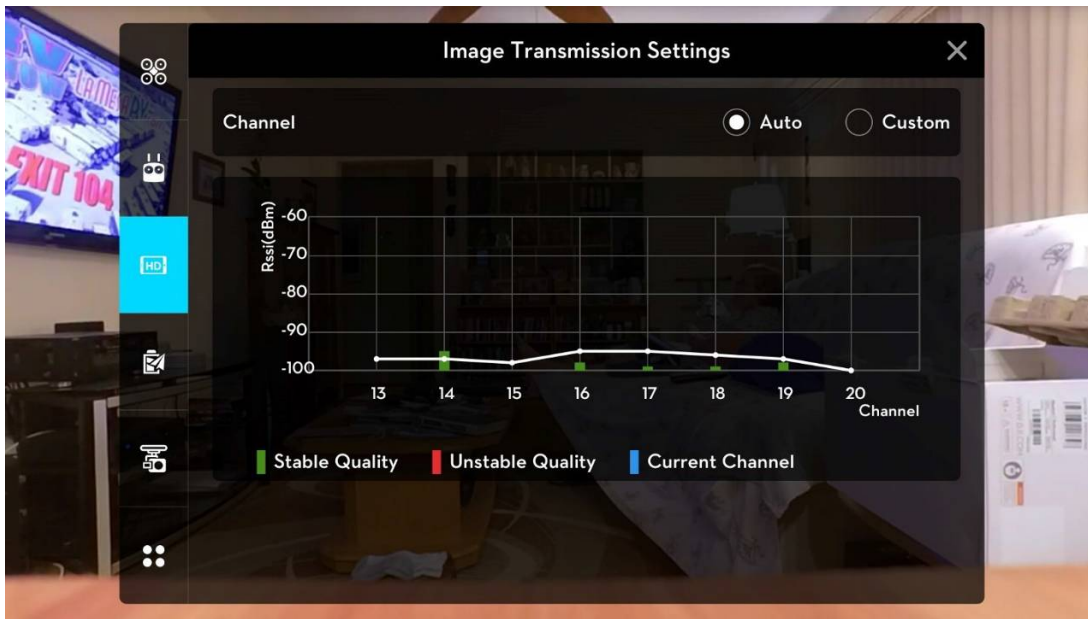 Image Transmission Settings
Channel
Auto
Custom
Rssi(dBm)
-60
-70
-80
-90
-100
13 14 15 16 17 18 19 20
Channel
Stable Quality
Unstable Quality
Current Channel
HD
EXIT 104